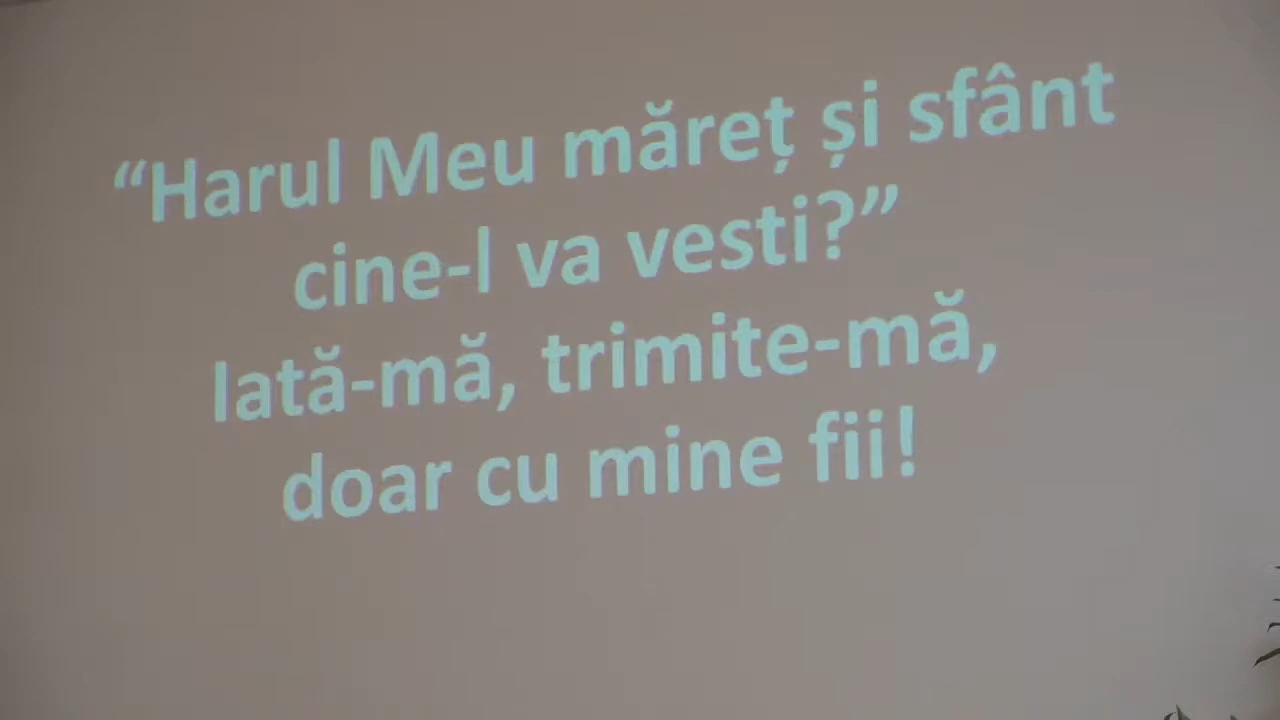 “Harul Meu măreț și sfânt
cine-l va vesti?”
Iată-mă, trimite-mă,
doar cu mine fii!